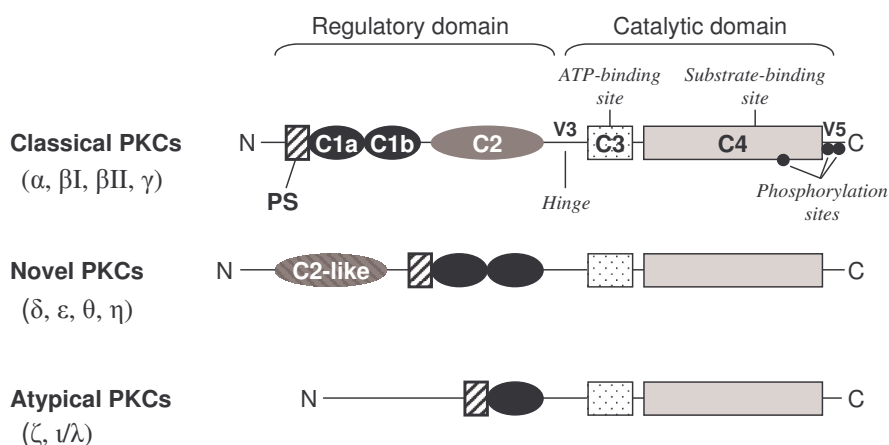 Regulatory domain Catalytic domain
ATP-binding site Substrate-binding site
Classical PKCs N C1a C1b C2 V3 C3 C4 V5 C
(α, βI, βII, γ)
PS Hinge Phosphorylation sites
Novel PKCs N C2-like C
(δ, ε, θ, η)
Atypical PKCs N C
(ζ, ι/λ)